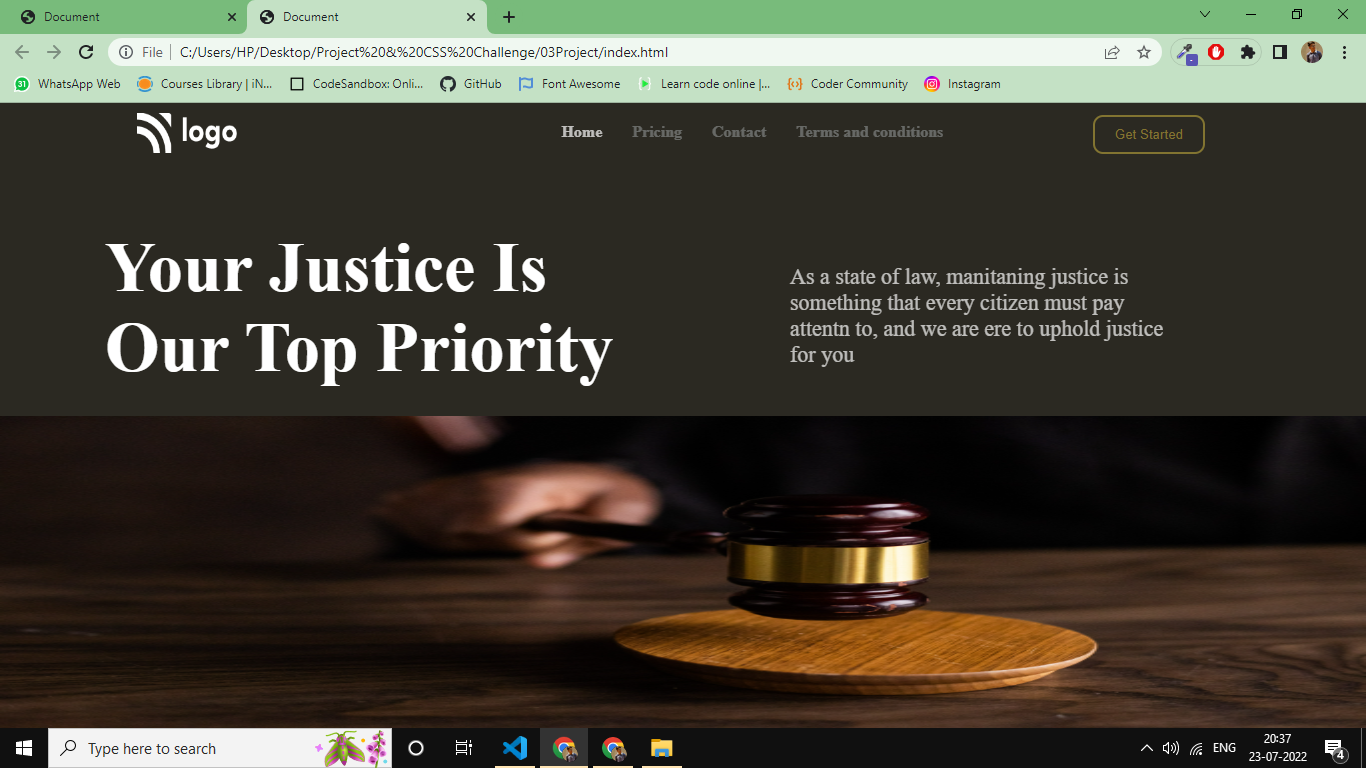 Document
Document
File
C:/Users/HP/Desktop/Project%20&%20CSS%20Challenge/03Project/index.html
31 WhatsApp Web
Courses Library | iN...
CodeSandbox: Onli...
GitHub
Font Awesome
Learn code online |...
Coder Community
Instagram
logo
Home
Pricing
Contact
Terms and conditions
Get Started
Your Justice Is
Our Top Priority
As a state of law, manitaning justice is
something that every citizen must pay
attentn to, and we are ere to uphold justice
for you
Type here to search
ENG
20:37
23-07-2022
4